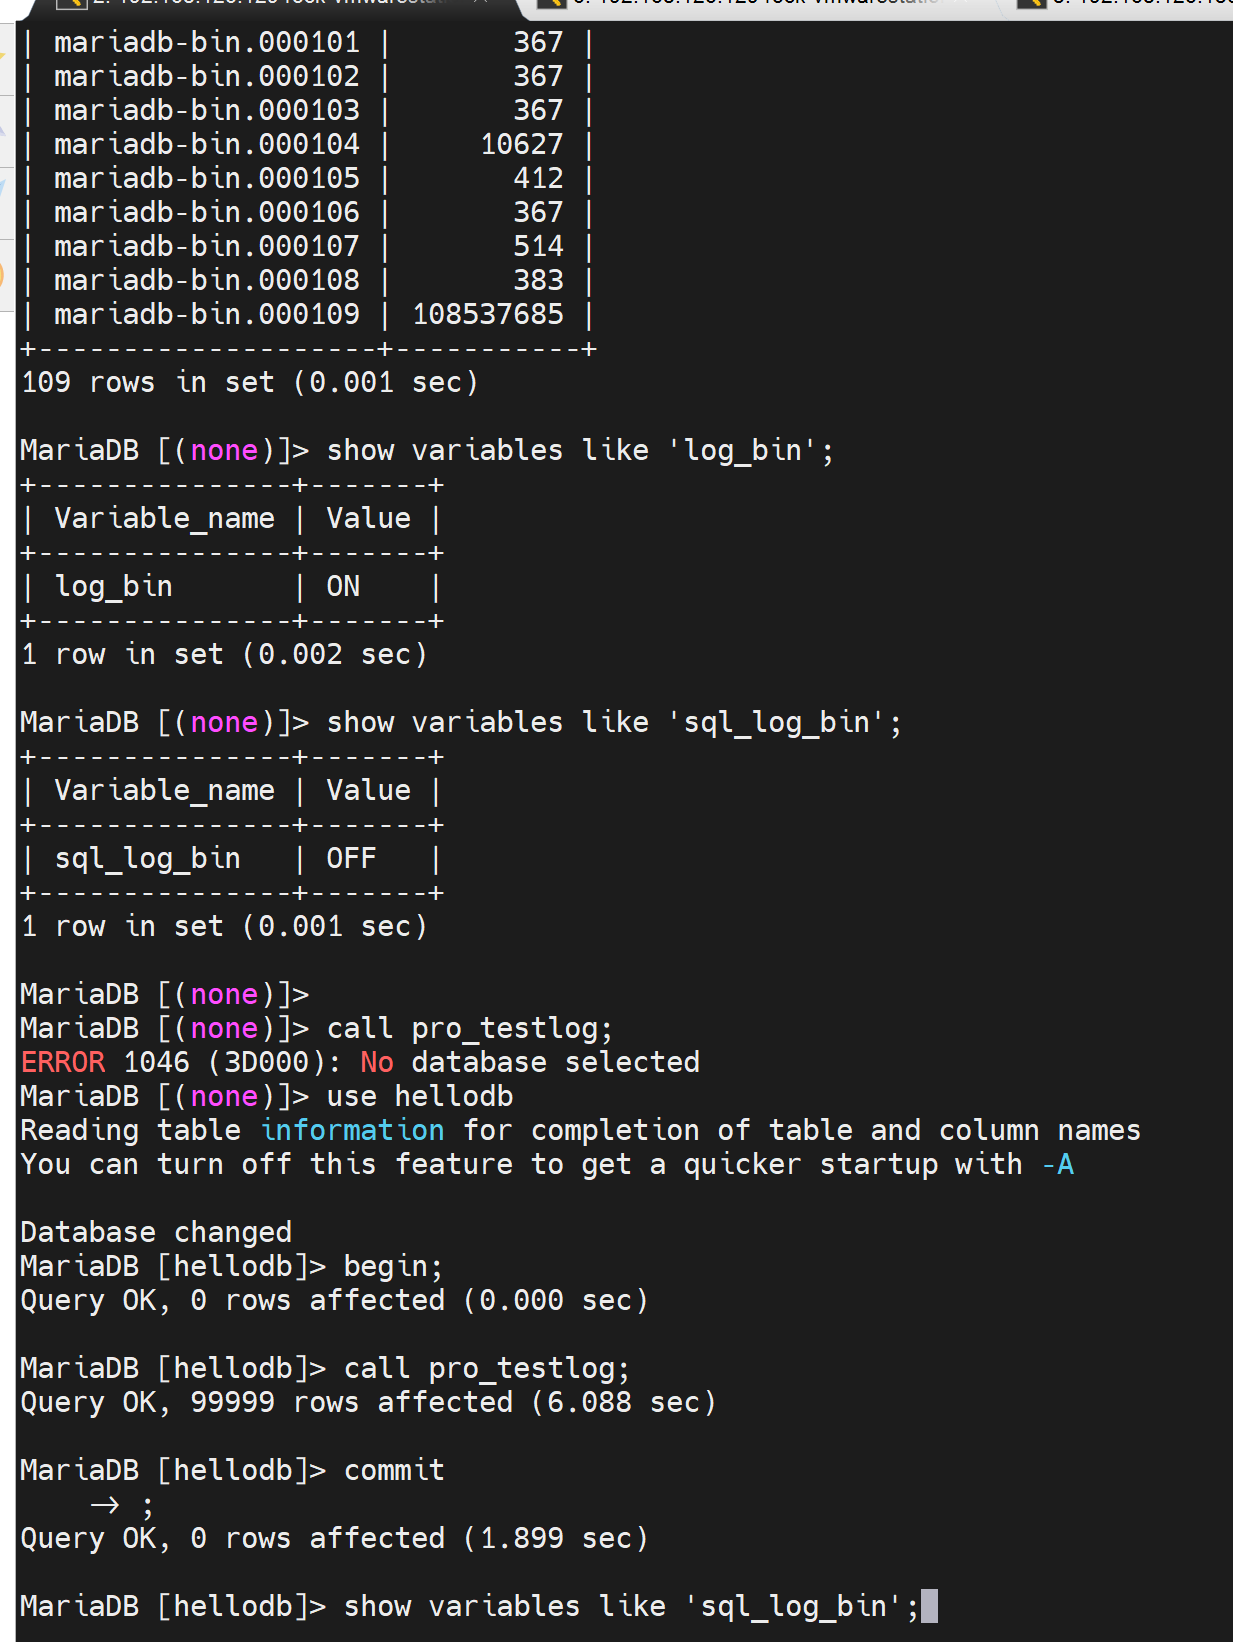 | mariadb-bin.000101 |       367 |
| mariadb-bin.000102 |       367 |
| mariadb-bin.000103 |       367 |
| mariadb-bin.000104 |     10627 |
| mariadb-bin.000105 |       412 |
| mariadb-bin.000106 |       367 |
| mariadb-bin.000107 |       514 |
| mariadb-bin.000108 |       383 |
| mariadb-bin.000109 | 108537685 |
+--------------------+-----------+
109 rows in set (0.001 sec)

MariaDB [(none)]> show variables like 'log_bin';
+---------------+-------+
| Variable_name | Value |
+---------------+-------+
| log_bin       | ON    |
+---------------+-------+
1 row in set (0.002 sec)

MariaDB [(none)]> show variables like 'sql_log_bin';
+---------------+-------+
| Variable_name | Value |
+---------------+-------+
| sql_log_bin   | OFF   |
+---------------+-------+
1 row in set (0.001 sec)

MariaDB [(none)]>
MariaDB [(none)]> call pro_testlog;
ERROR 1046 (3D000): No database selected
MariaDB [(none)]> use hellodb
Reading table information for completion of table and column names
You can turn off this feature to get a quicker startup with -A

Database changed
MariaDB [hellodb]> begin;
Query OK, 0 rows affected (0.000 sec)

MariaDB [hellodb]> call pro_testlog;
Query OK, 99999 rows affected (6.088 sec)

MariaDB [hellodb]> commit
    -> ;
Query OK, 0 rows affected (1.899 sec)

MariaDB [hellodb]> show variables like 'sql_log_bin';